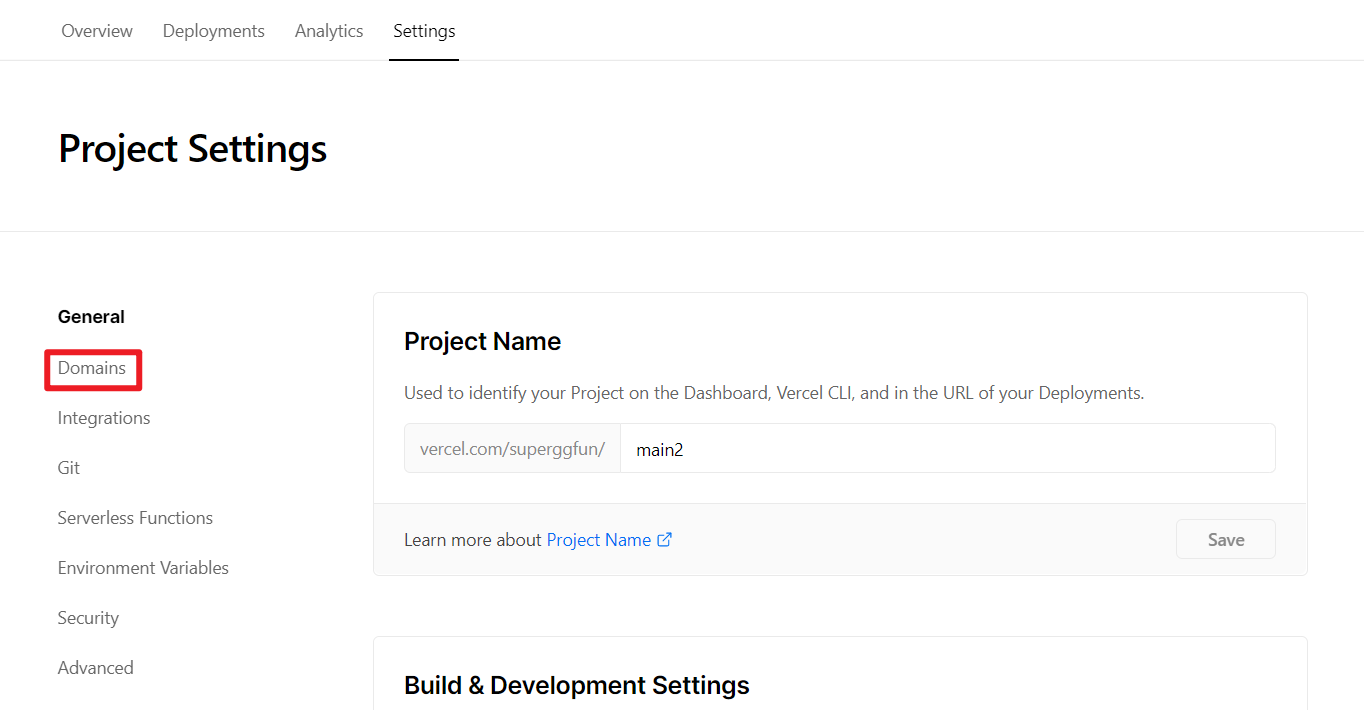 Overview Deployments Analytics Settings
Project Settings
General
Domains
Integrations
Git
Serverless Functions
Environment Variables
Security
Advanced
Project Name
Used to identify your Project on the Dashboard, Vercel CLI, and in the URL of your Deployments.
vercel.com/superggfun/ main2
Learn more about Project Name
Save
Build & Development Settings